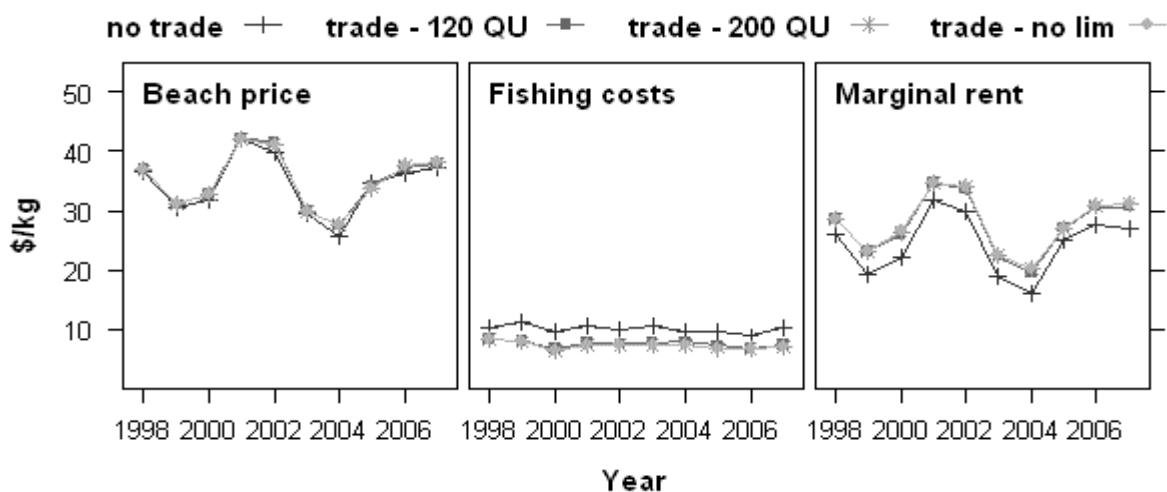 no trade trade - 120 QU trade - 200 QU trade - no lim
Beach price Fishing costs Marginal rent
50
40
30
20
10
$/kg
1998 2000 2002 2004 2006 1998 2000 2002 2004 2006 1998 2000 2002 2004 2006
Year